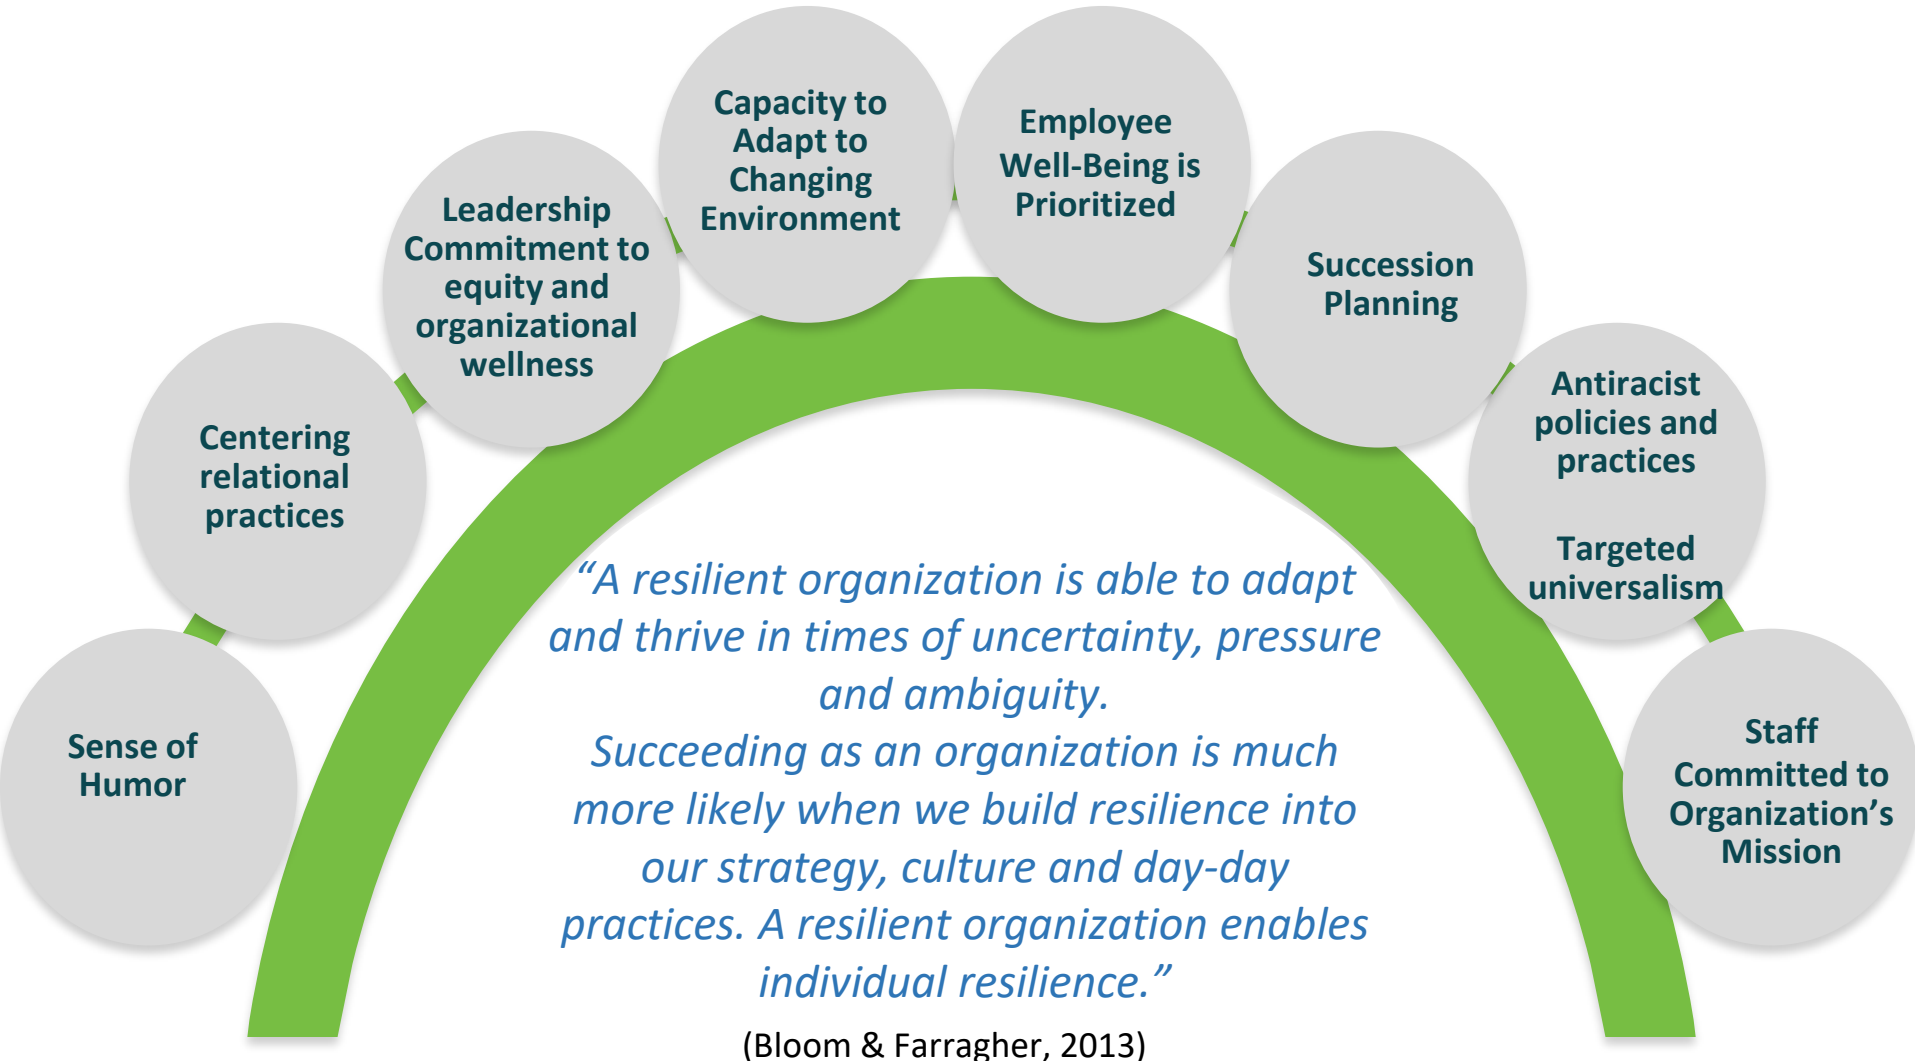 Sense of
Humor
Centering
relational
practices
Leadership
Commitment to
equity and
organizational
wellness
Capacity to
Adapt to
Changing
Environment
Employee
Well-Being is
Prioritized
Succession
Planning
Antiracist
policies and
practices
Targeted
universalism
Staff
Committed to
Organization’s
Mission
“A resilient organization is able to adapt
and thrive in times of uncertainty, pressure
and ambiguity.
Succeeding as an organization is much
more likely when we build resilience into
our strategy, culture and day-day
practices. A resilient organization enables
individual resilience.”
(Bloom & Farragher, 2013)